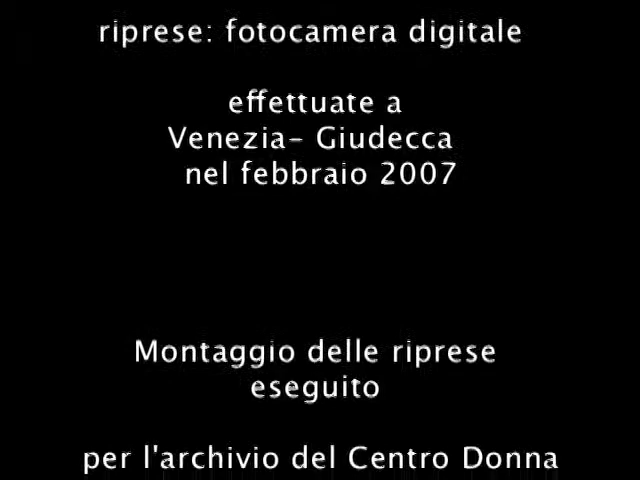 riprese: fotocamera digitale
effettuate a
Venezia- Giudecca
nel febbraio 2007
Montaggio delle riprese
eseguito
per l'archivio del Centro Donna